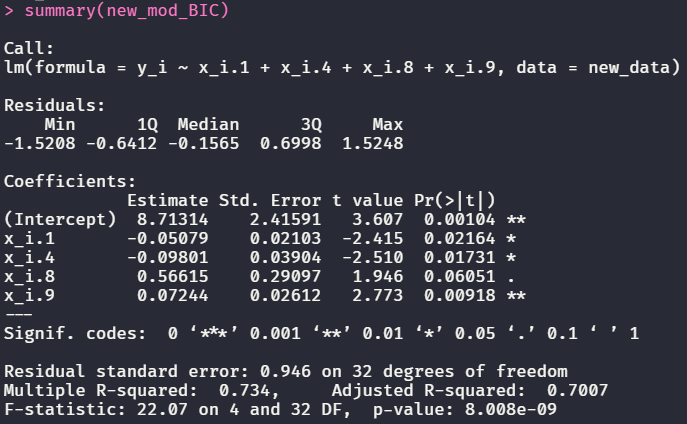 > summary(new_mod_BIC)

Call:
lm(formula = y_i ~ x_i.1 + x_i.4 + x_i.8 + x_i.9, data = new_data)

Residuals:
    Min      1Q  Median      3Q     Max
-1.5208 -0.6412 -0.1565  0.6998  1.5248

Coefficients:
            Estimate Std. Error t value Pr(>|t|)
(Intercept)  8.71314    2.41591   3.607  0.00104 **
x_i.1       -0.05079    0.02103  -2.415  0.02164 *
x_i.4       -0.09801    0.03904  -2.510  0.01731 *
x_i.8        0.56615    0.29097   1.946  0.06051 .
x_i.9        0.07244    0.02612   2.773  0.00918 **
---
Signif. codes:  0 ‘***’ 0.001 ‘**’ 0.01 ‘*’ 0.05 ‘.’ 0.1 ‘ ’ 1

Residual standard error: 0.946 on 32 degrees of freedom
Multiple R-squared:  0.734,     Adjusted R-squared:  0.7007
F-statistic: 22.07 on 4 and 32 DF,  p-value: 8.008e-09